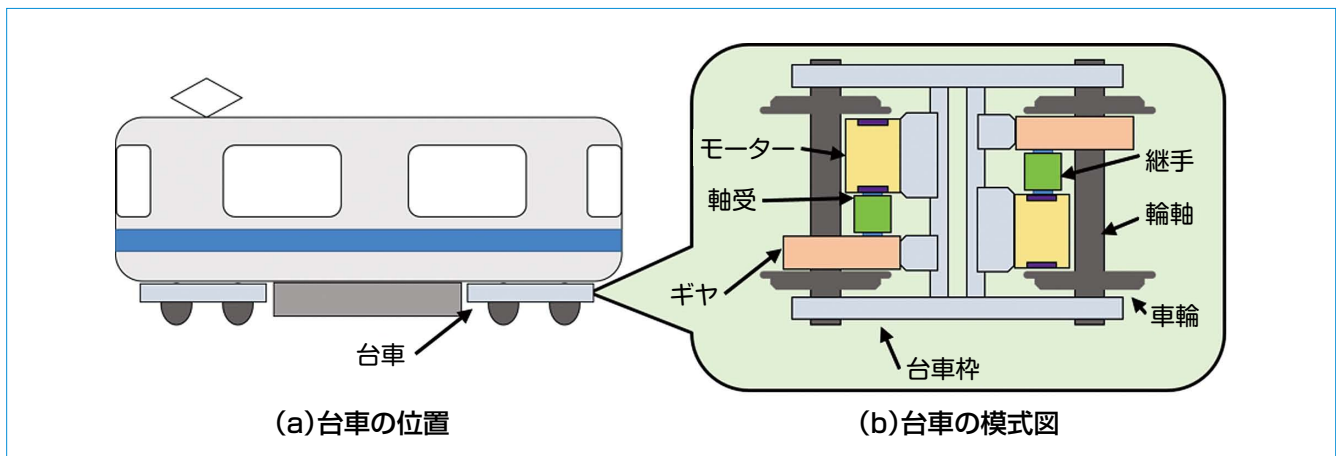 モーター
軸受
ギヤ
継手
輪軸
車輪
台車枠
台車
(a)台車の位置
(b)台車の模式図